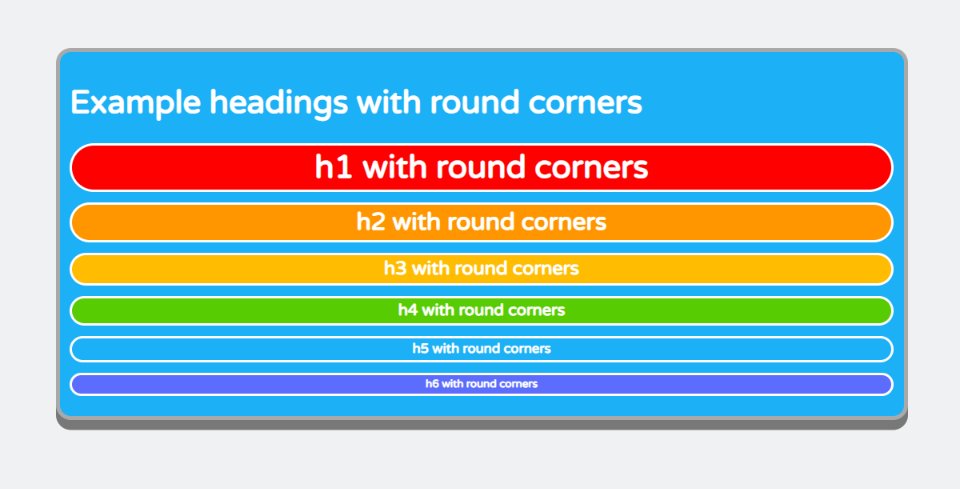 Example headings with round corners
h1 with round corners
h2 with round corners
h3 with round corners
h4 with round corners
h5 with round corners
h6 with round corners